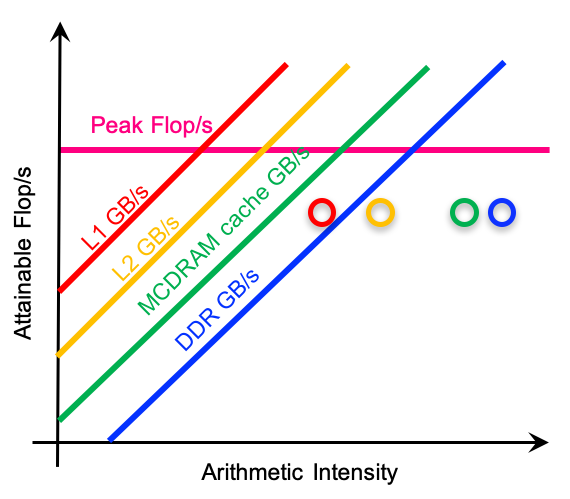 Peak Flop/s
L1 GB/s
L2 GB/s
MCDRAM cache GB/s
DDR GB/s
Attainable Flop/s
Arithmetic Intensity